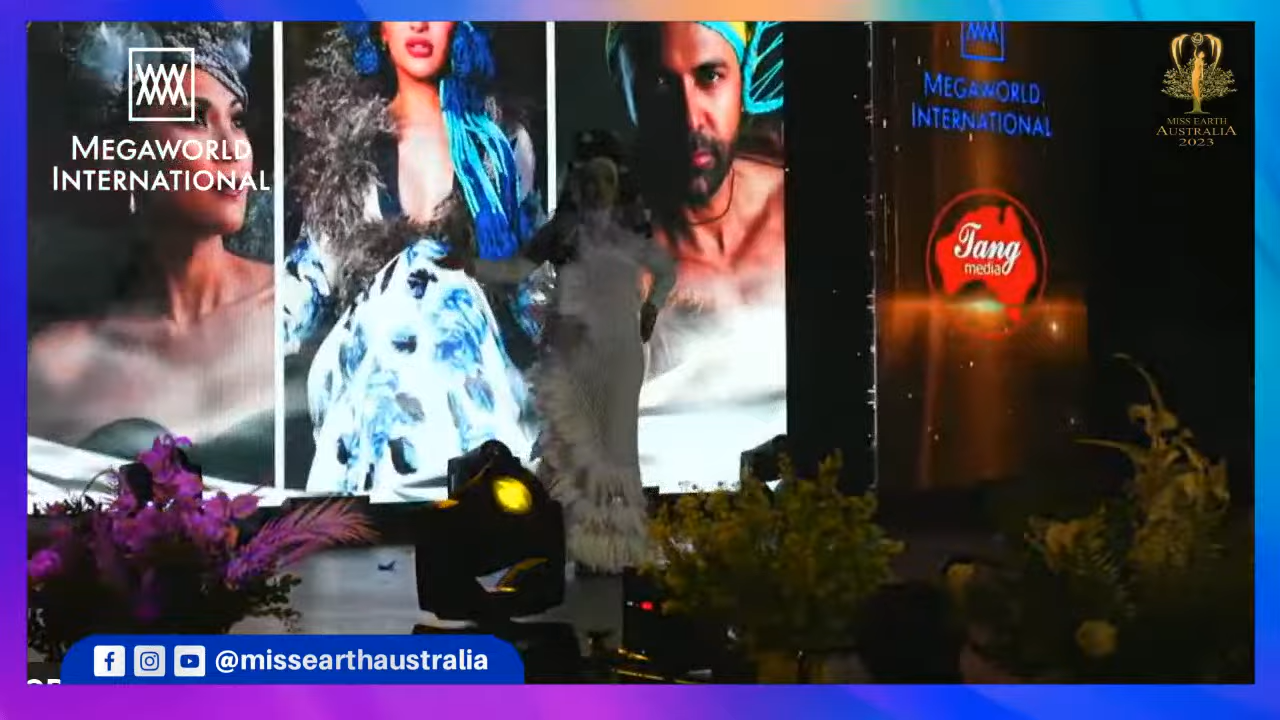 MEGAWORLD
INTERNATIONAL
MEGAWORLD
INTERNATIONAL
Tang
media
MISS EARTH
AUSTRALIA
2023
@missearthaustralia